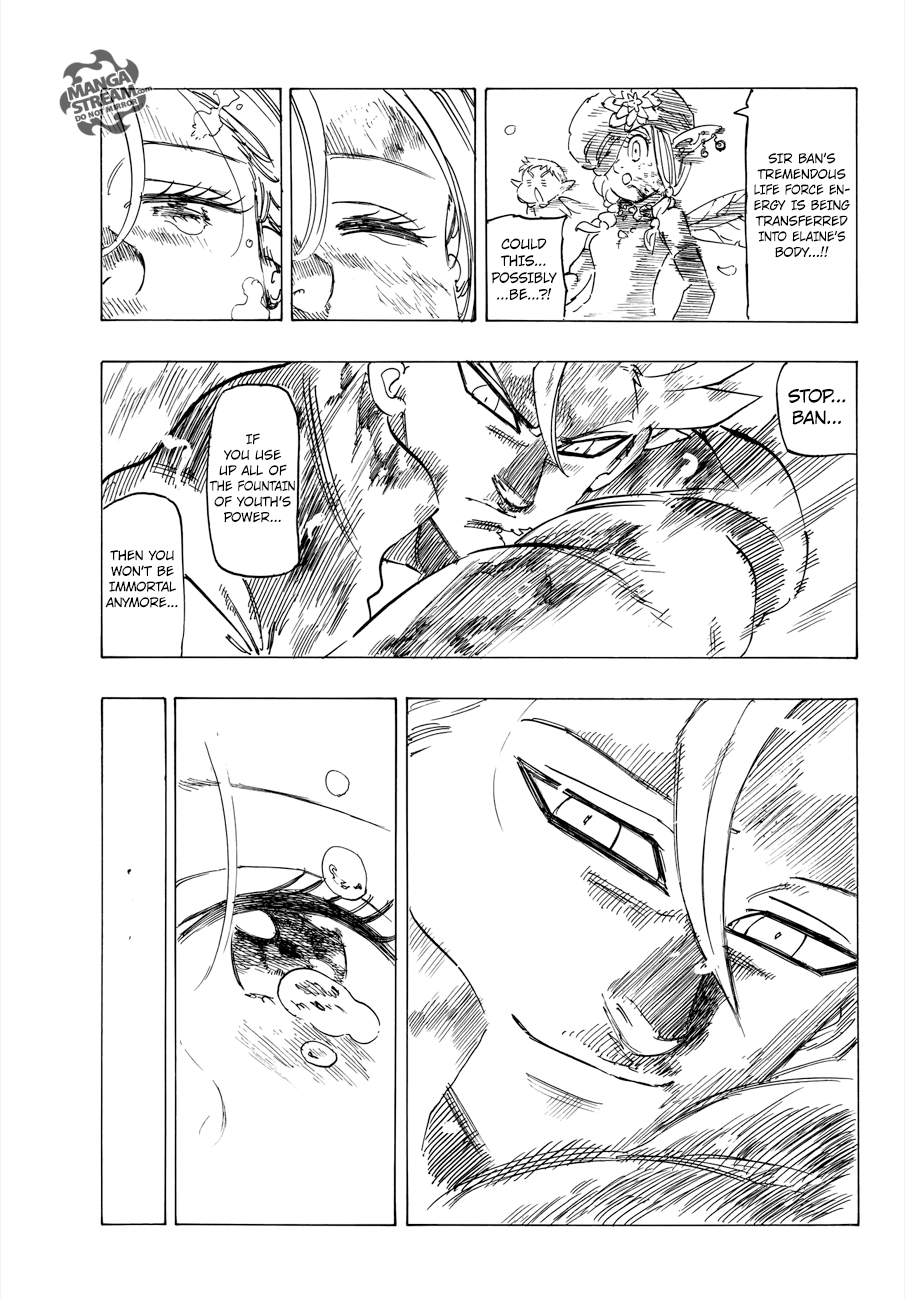 MANGA
STREAM.com
DO NOT MIRROR
SIR BAN'S
TREMENDOUS
LIFE FORCE EN-
ERGY IS BEING
TRANSFERRED
INTO ELAINE'S
BODY...!!
COULD
THIS...
POSSIBLY
...BE...?!
STOP...
BAN...
IF
YOU USE
UP ALL OF
THE FOUNTAIN
OF YOUTH'S
POWER...
THEN YOU
WON'T BE
IMMORTAL
ANYMORE...